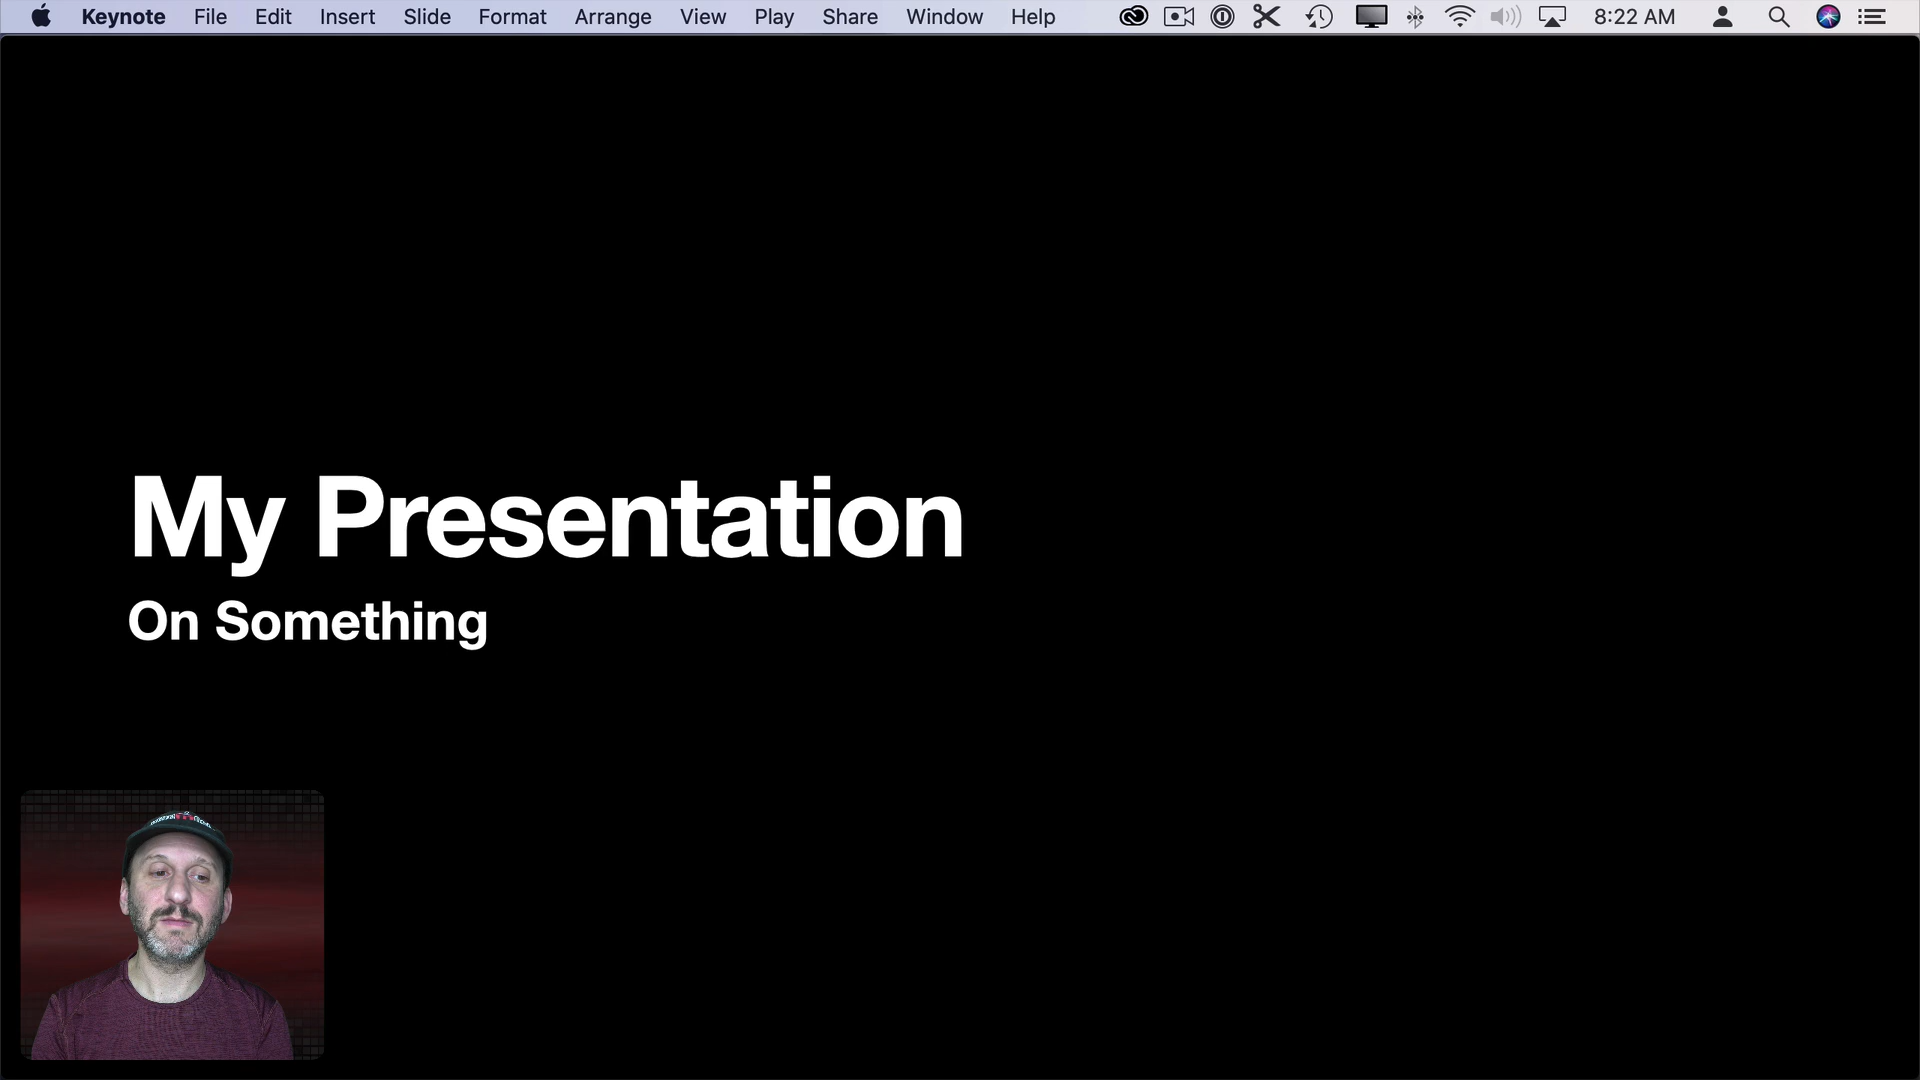 Keynote File Edit Insert Slide Format Arrange View Play Share Window Help 8:22 AM
My Presentation
On Something